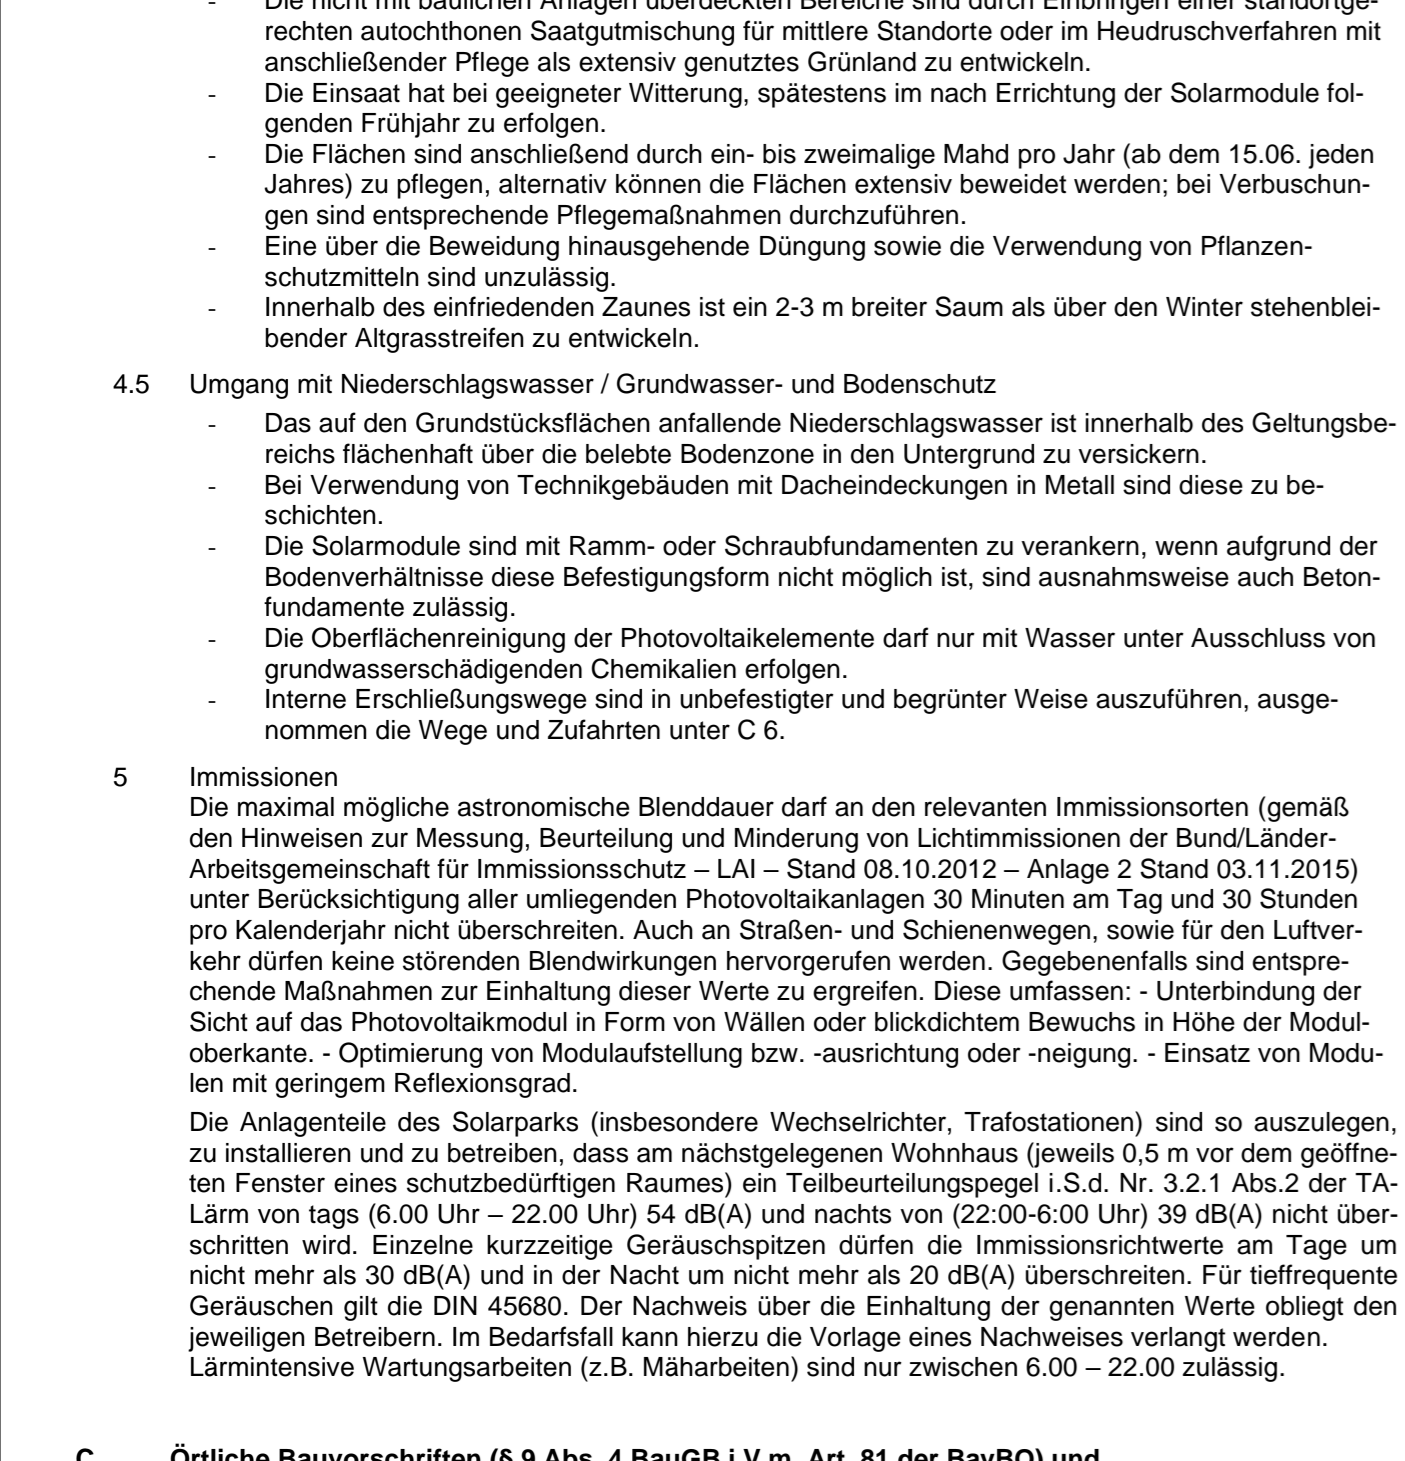 - Die nicht mit baulichen Anlagen überdeckten Bereiche sind durch Einbringen einer standortge-
rechten autochthonen Saatgutmischung für mittlere Standorte oder im Heudruschverfahren mit
anschließender Pflege als extensiv genutztes Grünland zu entwickeln.
- Die Einsaat hat bei geeigneter Witterung, spätestens im nach Errichtung der Solarmodule fol-
genden Frühjahr zu erfolgen.
- Die Flächen sind anschließend durch ein- bis zweimalige Mahd pro Jahr (ab dem 15.06. jeden
Jahres) zu pflegen, alternativ können die Flächen extensiv beweidet werden; bei Verbuschun-
gen sind entsprechende Pflegemaßnahmen durchzuführen.
- Eine über die Beweidung hinausgehende Düngung sowie die Verwendung von Pflanzen-
schutzmitteln sind unzulässig.
- Innerhalb des einfriedenden Zaunes ist ein 2-3 m breiter Saum als über den Winter stehenblei-
bender Altgrasstreifen zu entwickeln.
4.5 Umgang mit Niederschlagswasser / Grundwasser- und Bodenschutz
- Das auf den Grundstücksflächen anfallende Niederschlagswasser ist innerhalb des Geltungsbe-
reichs flächenhaft über die belebte Bodenzone in den Untergrund zu versickern.
- Bei Verwendung von Technikgebäuden mit Dacheindeckungen in Metall sind diese zu be-
schichten.
- Die Solarmodule sind mit Ramm- oder Schraubfundamenten zu verankern, wenn aufgrund der
Bodenverhältnisse diese Befestigungsform nicht möglich ist, sind ausnahmsweise auch Beton-
fundamente zulässig.
- Die Oberflächenreinigung der Photovoltaikelemente darf nur mit Wasser unter Ausschluss von
grundwasserschädigenden Chemikalien erfolgen.
- Interne Erschließungswege sind in unbefestigter und begrünter Weise auszuführen, ausge-
nommen die Wege und Zufahrten unter C 6.
5 Immissionen
Die maximal mögliche astronomische Blenddauer darf an den relevanten Immissionsorten (gemäß
den Hinweisen zur Messung, Beurteilung und Minderung von Lichtimmissionen der Bund/Länder-
Arbeitsgemeinschaft für Immissionsschutz – LAI – Stand 08.10.2012 – Anlage 2 Stand 03.11.2015)
unter Berücksichtigung aller umliegenden Photovoltaikanlagen 30 Minuten am Tag und 30 Stunden
pro Kalenderjahr nicht überschreiten. Auch an Straßen- und Schienenwegen, sowie für den Luftver-
kehr dürfen keine störenden Blendwirkungen hervorgerufen werden. Gegebenenfalls sind entspre-
chende Maßnahmen zur Einhaltung dieser Werte zu ergreifen. Diese umfassen: - Unterbindung der
Sicht auf das Photovoltaikmodul in Form von Wällen oder blickdichtem Bewuchs in Höhe der Modul-
oberkante. - Optimierung von Modulaufstellung bzw. -ausrichtung oder -neigung. - Einsatz von Modu-
len mit geringem Reflexionsgrad.
Die Anlagenteile des Solarparks (insbesondere Wechselrichter, Trafostationen) sind so auszulegen,
zu installieren und zu betreiben, dass am nächstgelegenen Wohnhaus (jeweils 0,5 m vor dem geöffne-
ten Fenster eines schutzbedürftigen Raumes) ein Teilbeurteilungspegel i.S.d. Nr. 3.2.1 Abs.2 der TA-
Lärm von tags (6.00 Uhr – 22.00 Uhr) 54 dB(A) und nachts von (22:00-6:00 Uhr) 39 dB(A) nicht über-
schritten wird. Einzelne kurzzeitige Geräuschspitzen dürfen die Immissionsrichtwerte am Tage um
nicht mehr als 30 dB(A) und in der Nacht um nicht mehr als 20 dB(A) überschreiten. Für tieffrequente
Geräuschen gilt die DIN 45680. Der Nachweis über die Einhaltung der genannten Werte obliegt den
jeweiligen Betreibern. Im Bedarfsfall kann hierzu die Vorlage eines Nachweises verlangt werden.
Lärmintensive Wartungsarbeiten (z.B. Mäharbeiten) sind nur zwischen 6.00 – 22.00 zulässig.
C Örtliche Bauvorschriften (§ 9 Abs. 4 BauGB i.V.m. Art. 81 der BayBO) und